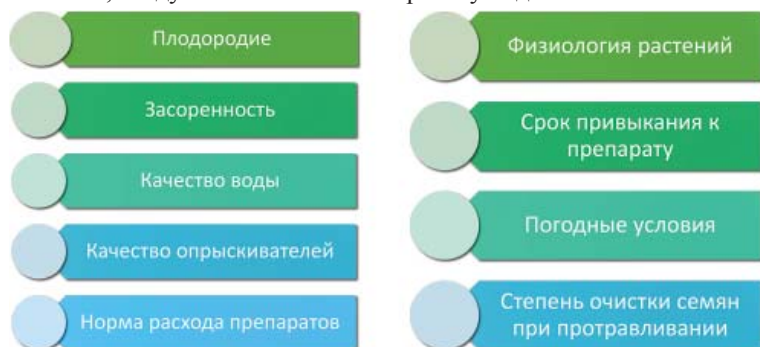 Плодородие
Засоренность
Качество воды
Качество опрыскивателей
Норма расхода препаратов
Физиология растений
Срок привыкания к
препарату
Погодные условия
Степень очистки семян
при протравливании